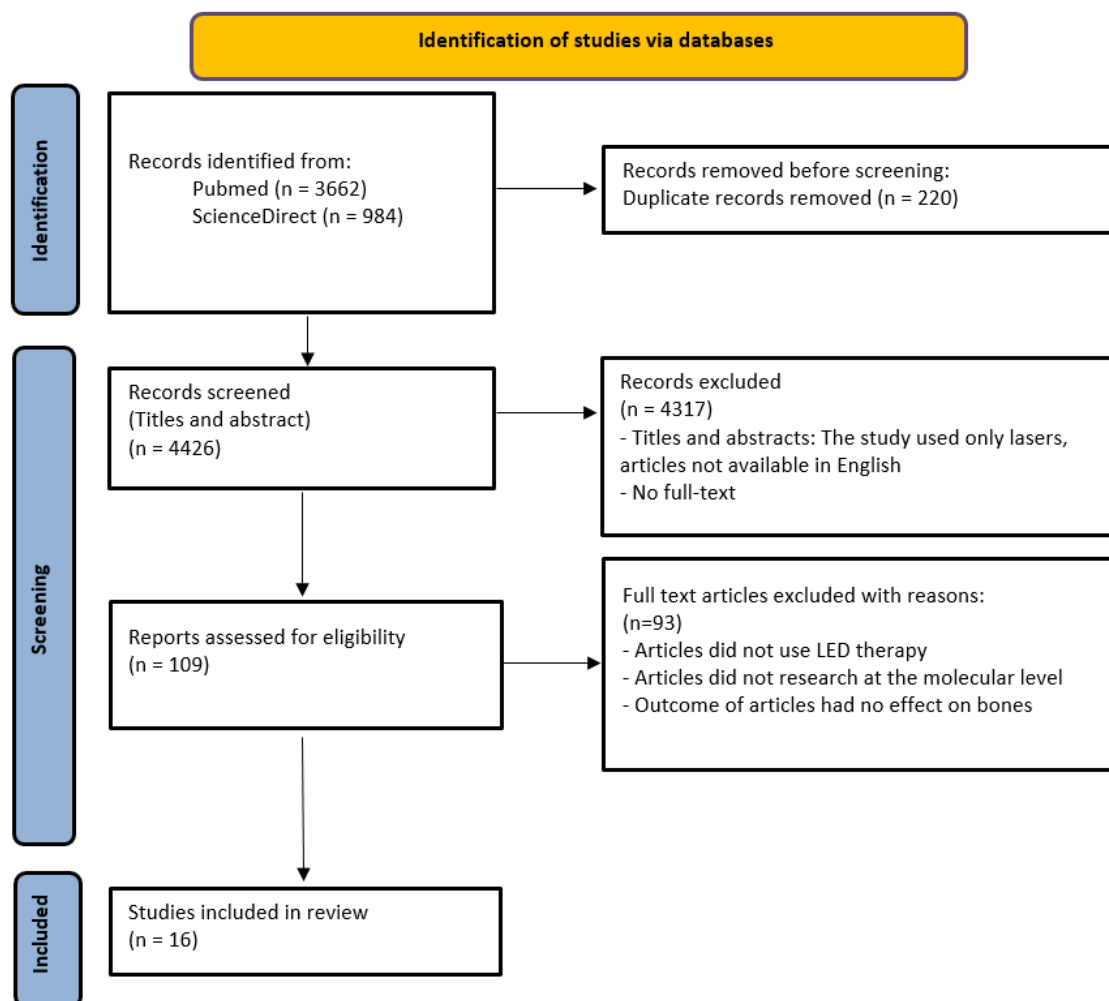 Identification of studies via databases
Identification
Records identified from:
Pubmed (n = 3662)
ScienceDirect (n = 984)
Records removed before screening:
Duplicate records removed (n = 220)
Screening
Records screened
(Titles and abstract)
(n = 4426)
Records excluded
(n = 4317)
- Titles and abstracts: The study used only lasers,
articles not available in English
- No full-text
Reports assessed for eligibility
(n = 109)
Full text articles excluded with reasons:
(n=93)
- Articles did not use LED therapy
- Articles did not research at the molecular level
- Outcome of articles had no effect on bones
Included
Studies included in review
(n = 16)